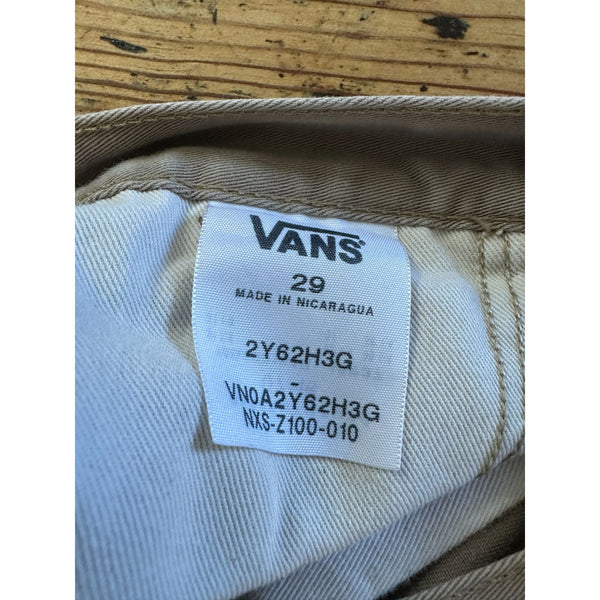 VANS
29
MADE IN NICARAGUA
2Y62H3G
-
VN0A2Y62H3G
NXS-Z100-010